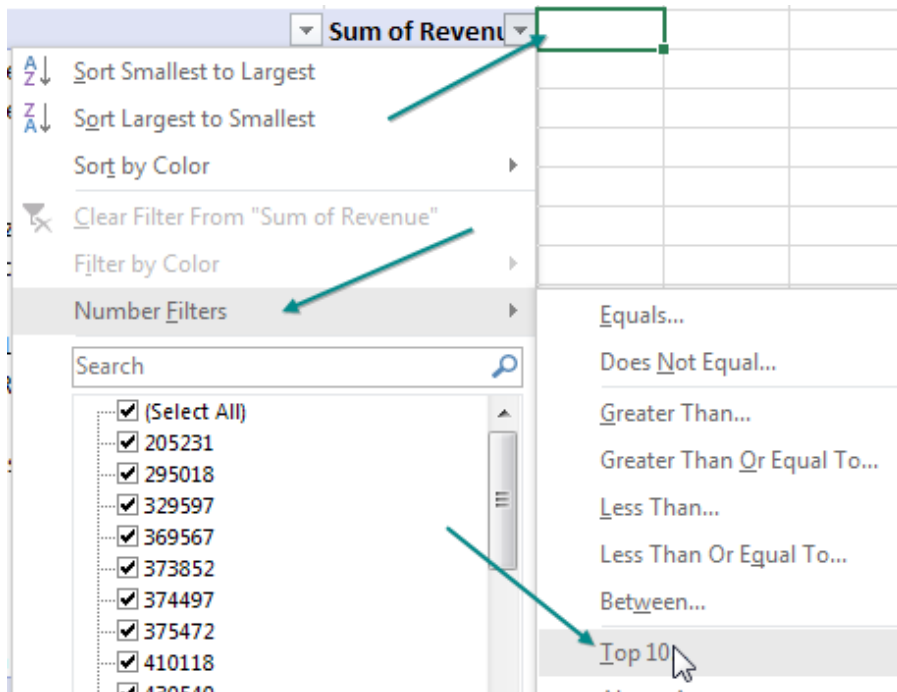 Sum of Revenu
Sort Smallest to Largest
Sort Largest to Smallest
Sort by Color
Clear Filter From "Sum of Revenue"
Filter by Color
Number Filters
Search
(Select All)
205231
295018
329597
369567
373852
374497
375472
410118
Equals...
Does Not Equal...
Greater Than...
Greater Than Or Equal To...
Less Than...
Less Than Or Equal To...
Between...
Top 10